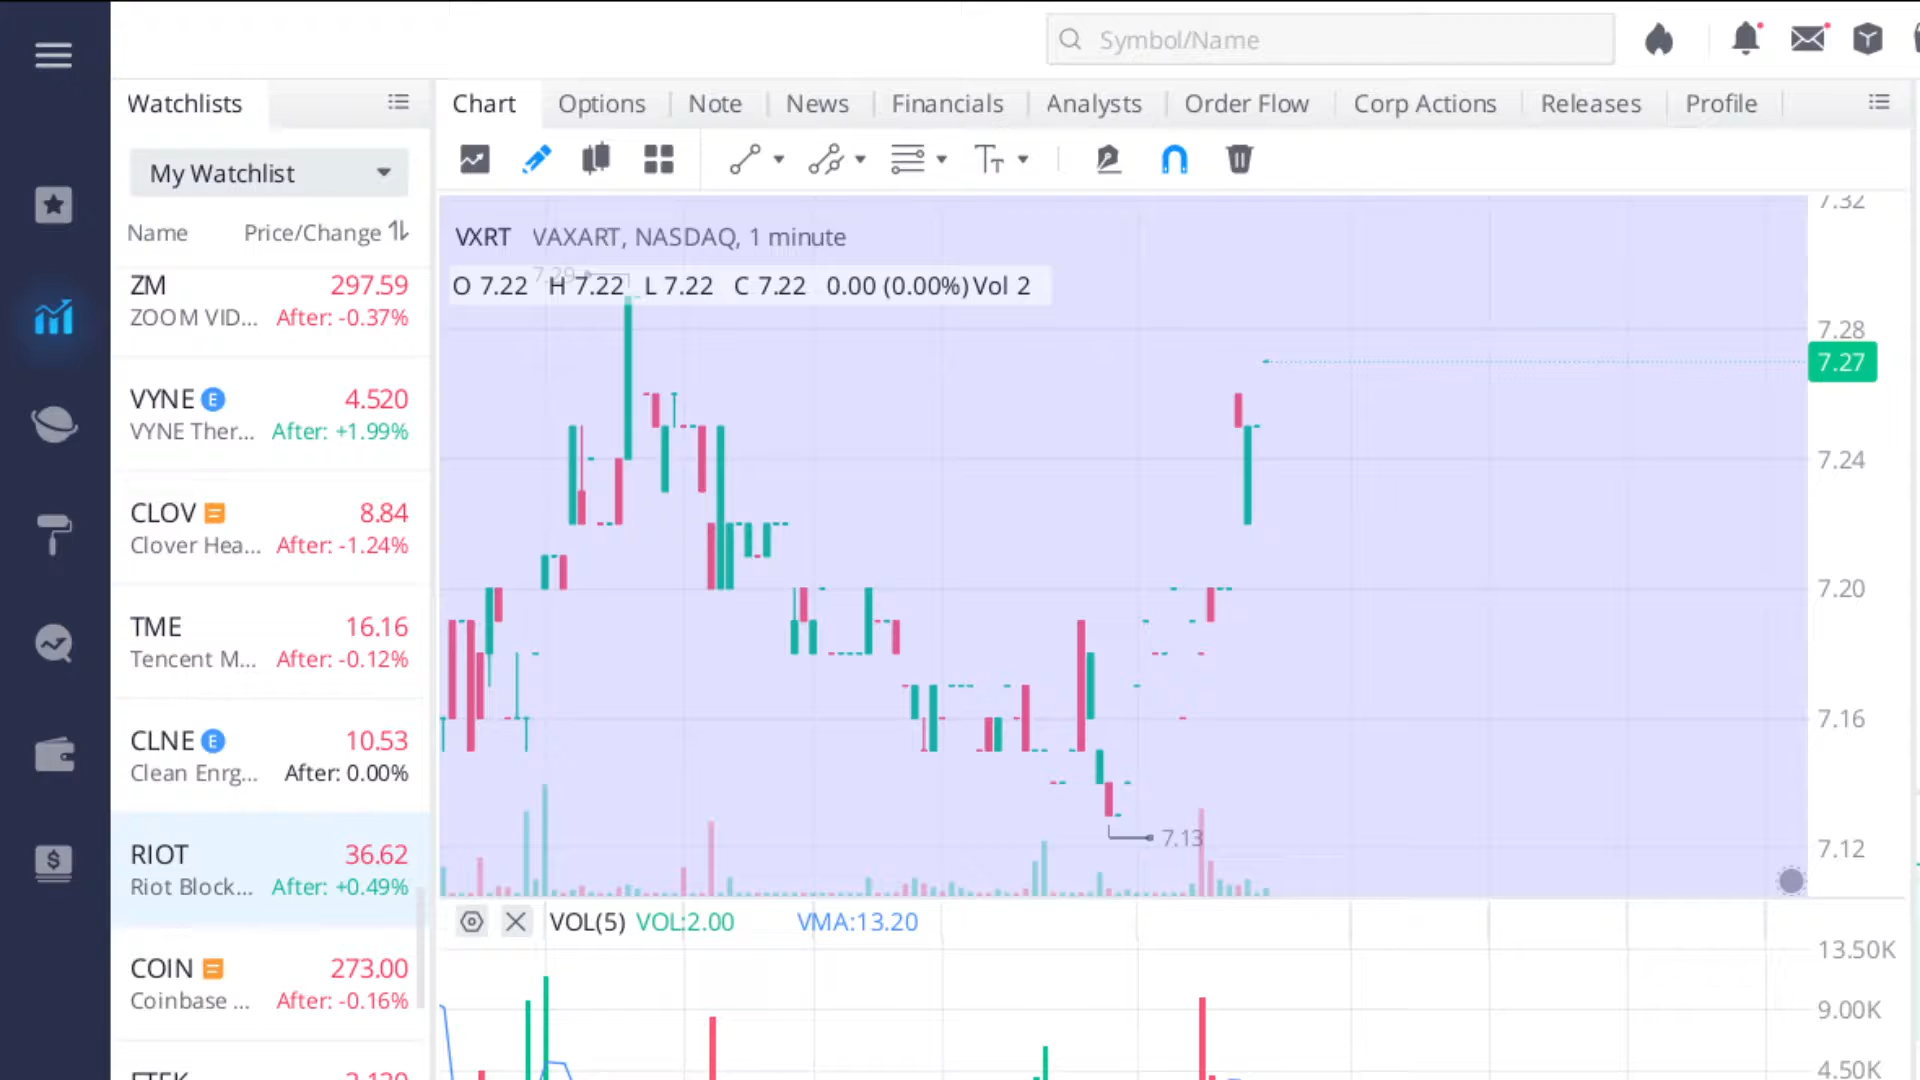 Symbol/Name
Watchlists
Chart Options Note News Financials Analysts Order Flow Corp Actions Releases Profile
My Watchlist
Name Price/Change
ZM 297.59
ZOOM VID... After: -0.37%
VYNE E 4.520
VYNE Ther... After: +1.99%
CLOV 8.84
Clover Hea... After: -1.24%
TME 16.16
Tencent M... After: -0.12%
CLNE E 10.53
Clean Enrg... After: 0.00%
RIOT 36.62
Riot Block... After: +0.49%
COIN 273.00
Coinbase ... After: -0.16%
VXRT VAXART, NASDAQ, 1 minute
7.29
O 7.22 H 7.22 L 7.22 C 7.22 0.00 (0.00%) Vol 2
7.13
7.32
7.28
7.27
7.24
7.20
7.16
7.12
VOL(5) VOL:2.00 VMA:13.20
13.50K
9.00K
4.50K